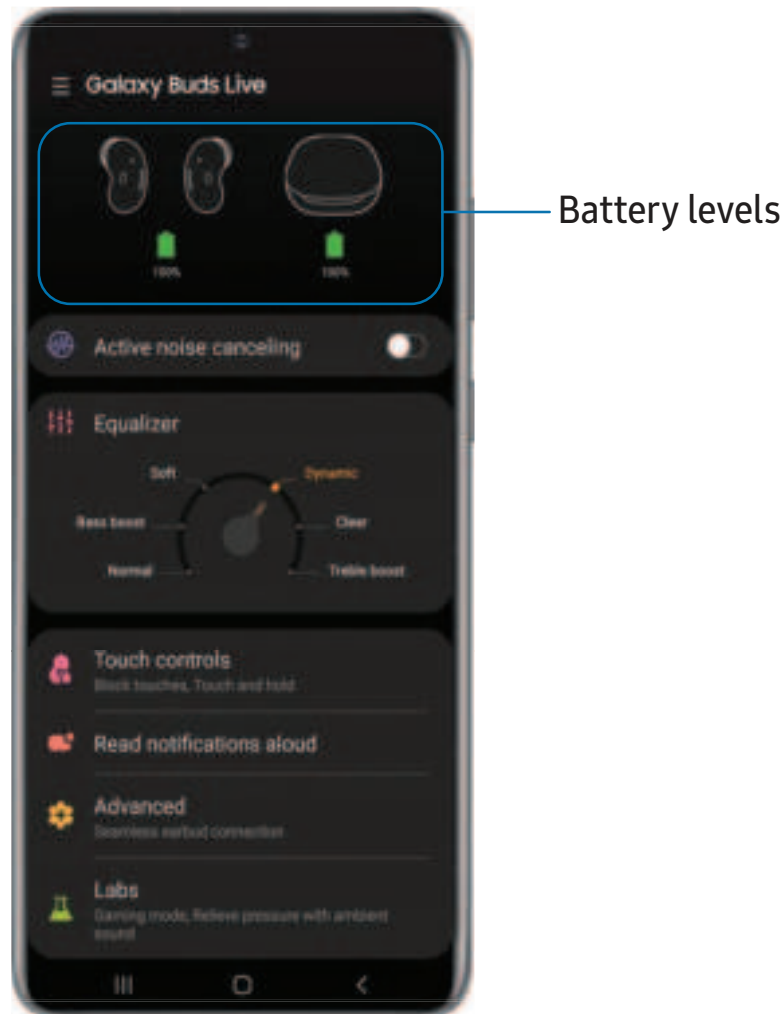 Galaxy Buds Live
Battery levels
100% 100%
Active noise canceling
Equalizer
Soft Dynamic
Bass boost Clear
Normal Treble boost
Touch controls
Block touches, Touch and hold
Read notifications aloud
Advanced
Seamless earbud connection
Labs
Gaming mode, Relieve pressure with ambient
sound